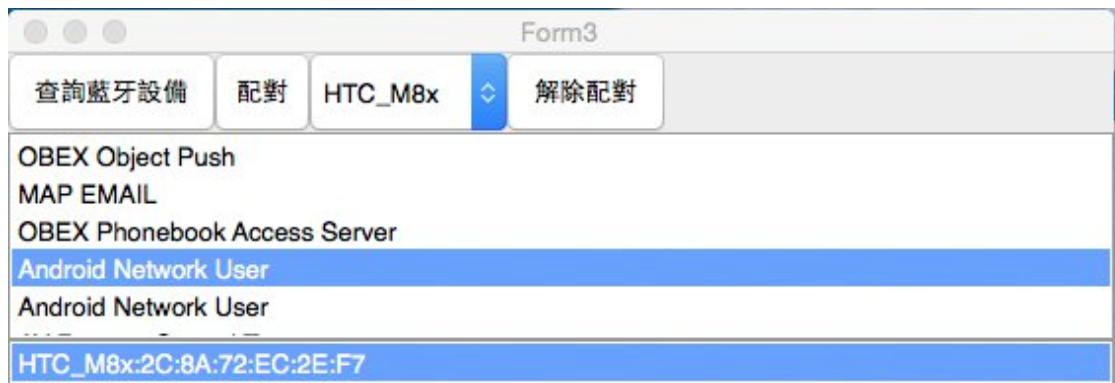 Form3
查詢藍牙設備 配對 HTC_M8x 解除配對
OBEX Object Push
MAP EMAIL
OBEX Phonebook Access Server
Android Network User
Android Network User
HTC_M8x:2C:8A:72:EC:2E:F7